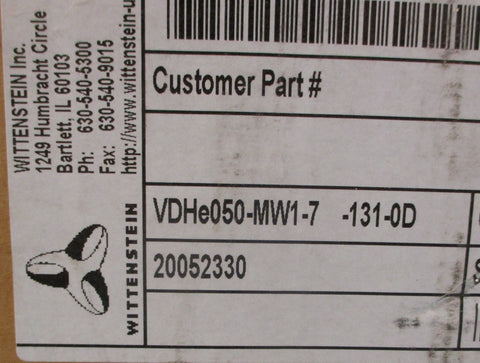 WITTENSTEIN Inc.
1249 Humbracht Circle
Bartlett, IL 60103
Ph: 630-540-5300
Fax: 630-540-9015
http://www.wittenstein-u
WITTENSTEIN
Customer Part #
VDHe050-MW1-7 -131-0D
20052330